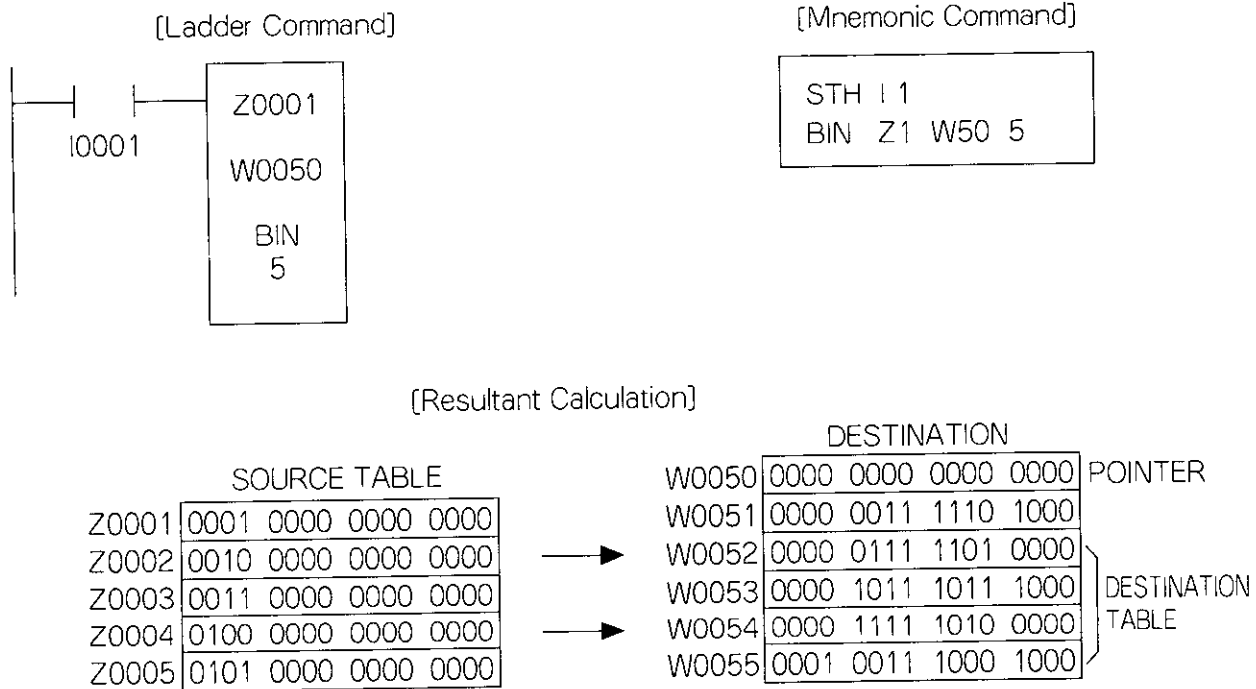 [Ladder Command]
[Mnemonic Command]
Z0001
I0001
W0050
BIN
5
STH I 1
BIN Z1 W50 5
[Resultant Calculation]
SOURCE TABLE
Z0001 0001 0000 0000 0000
Z0002 0010 0000 0000 0000
Z0003 0011 0000 0000 0000
Z0004 0100 0000 0000 0000
Z0005 0101 0000 0000 0000
DESTINATION
W0050 0000 0000 0000 0000 POINTER
W0051 0000 0011 1110 1000
W0052 0000 0111 1101 0000
W0053 0000 1011 1011 1000
W0054 0000 1111 1010 0000
W0055 0001 0011 1000 1000
DESTINATION
TABLE